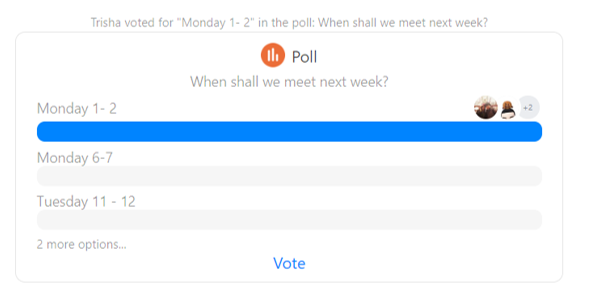 Trisha voted for "Monday 1- 2" in the poll: When shall we meet next week?
Poll
When shall we meet next week?
Monday 1- 2
+2
Monday 6-7
Tuesday 11 - 12
2 more options...
Vote